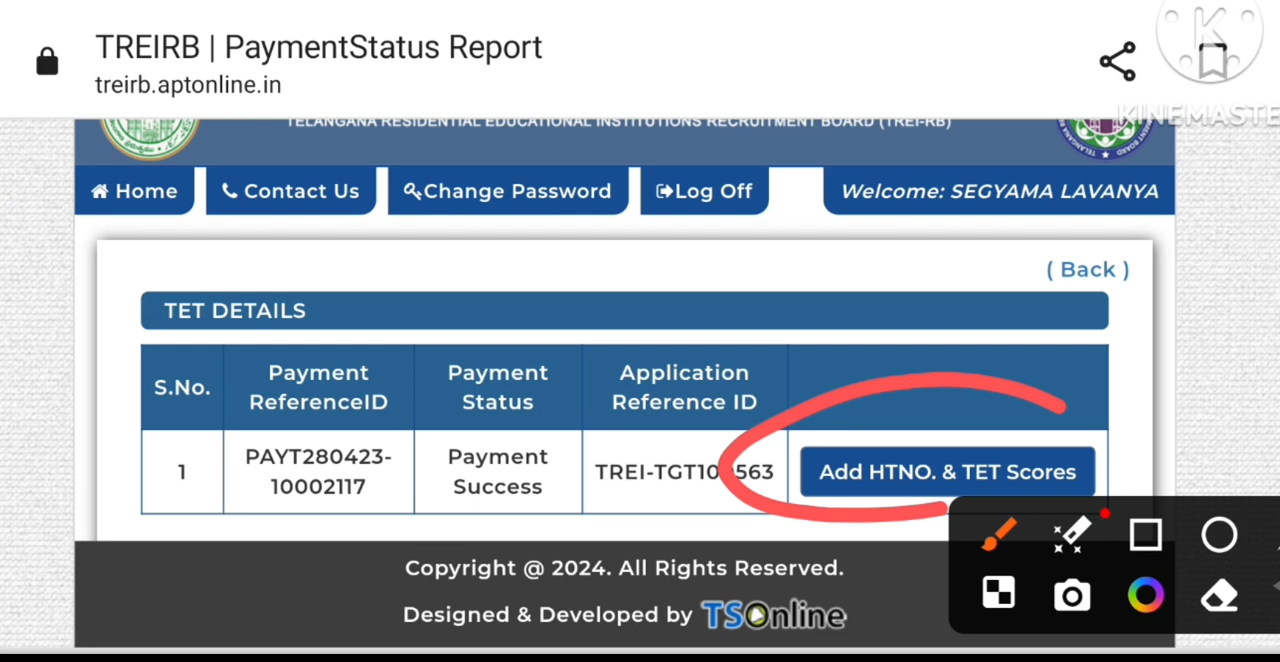 TREIRB | PaymentStatus Report
treirb.aptonline.in
KINEMASTE
TELANGANA RESIDENTIAL EDUCATIONAL INSTITUTIONS RECRUITMENT BOARD (TREI-RB)
Home
Contact Us
Change Password
Log Off
Welcome: SEGYAMA LAVANYA
( Back )
TET DETAILS
S.No.
Payment
ReferenceID
Payment
Status
Application
Reference ID
1
PAYT280423-
10002117
Payment
Success
Add HTNO. & TET Scores
Copyright @ 2024. All Rights Reserved.
Designed & Developed by TSOnline